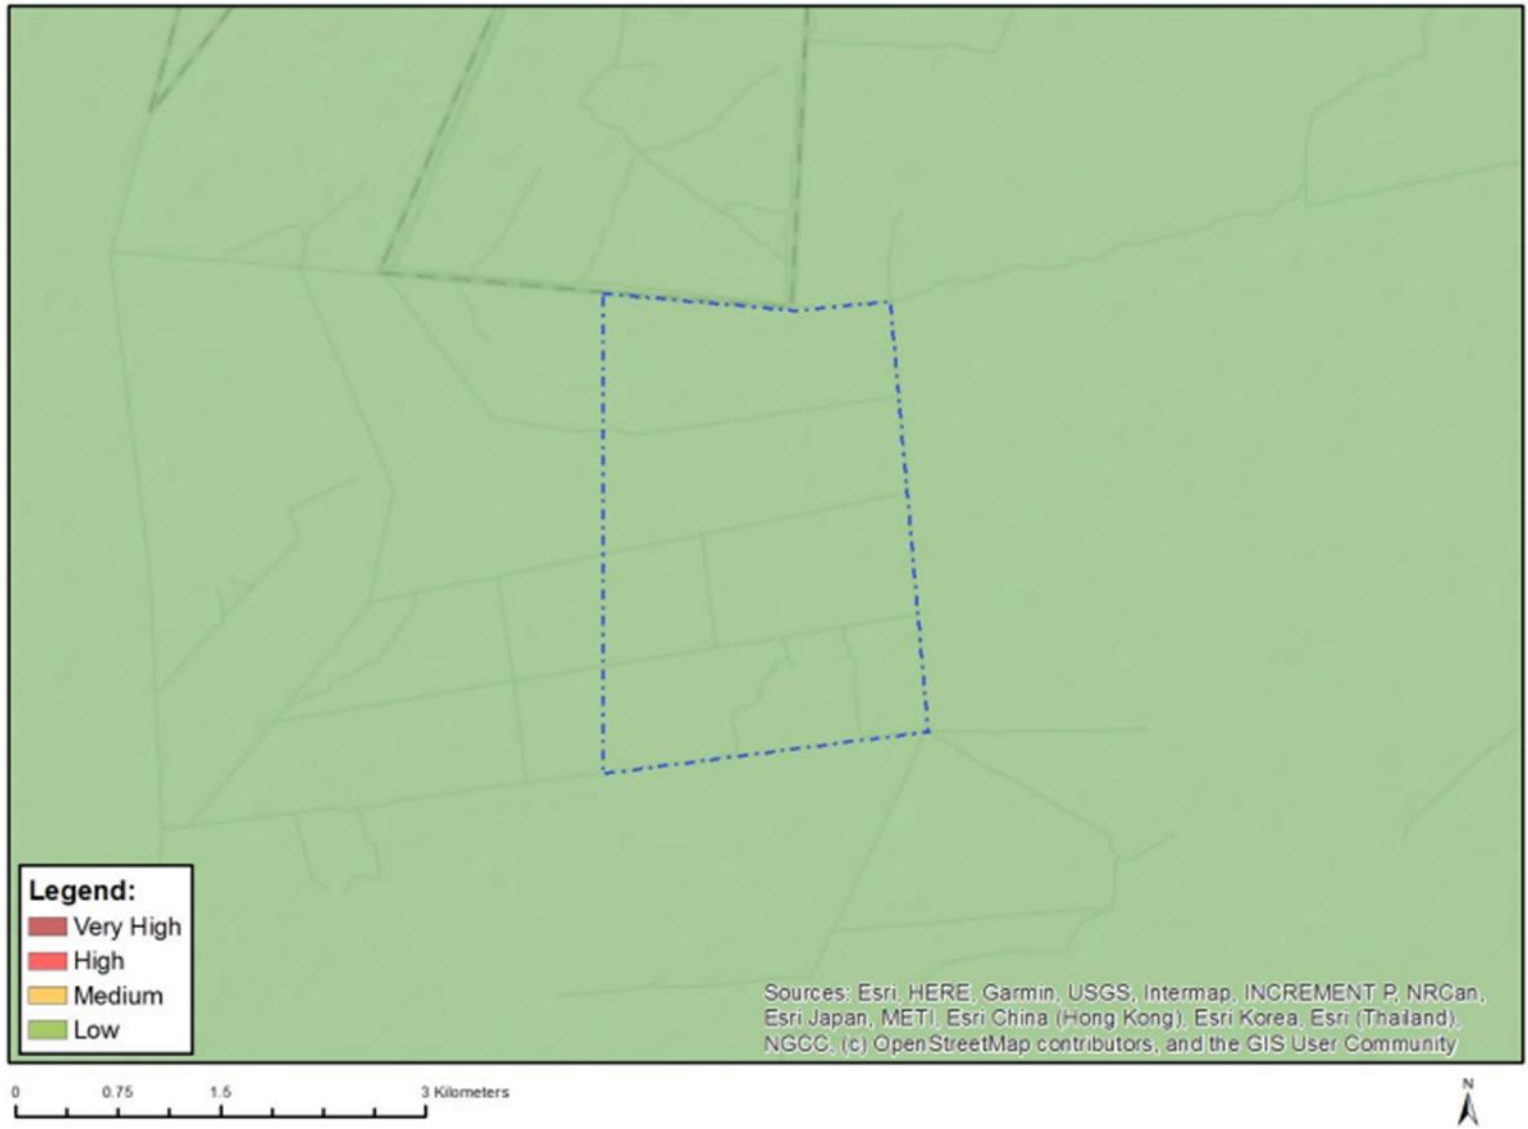 Legend:
Very High
High
Medium
Low
Sources: Esri, HERE, Garmin, USGS, Intermap, INCREMENT P, NRCan,
Esri Japan, METI, Esri China (Hong Kong), Esri Korea, Esri (Thailand),
NGCC, (c) OpenStreetMap contributors, and the GIS User Community
0 0.75 1.5 3 Kilometers
N